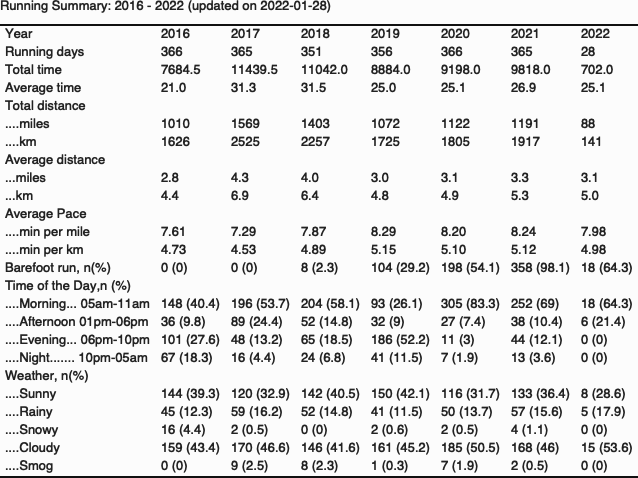 Running Summary: 2016 - 2022 (updated on 2022-01-28)
Year 2016 2017 2018 2019 2020 2021 2022
Running days 366 365 351 356 366 365 28
Total time 7684.5 11439.5 11042.0 8884.0 9198.0 9818.0 702.0
Average time 21.0 31.3 31.5 25.0 25.1 26.9 25.1
Total distance
....miles 1010 1569 1403 1072 1122 1191 88
....km 1626 2525 2257 1725 1805 1917 141
Average distance
...miles 2.8 4.3 4.0 3.0 3.1 3.3 3.1
...km 4.4 6.9 6.4 4.8 4.9 5.3 5.0
Average Pace
....min per mile 7.61 7.29 7.87 8.29 8.20 8.24 7.98
....min per km 4.73 4.53 4.89 5.15 5.10 5.12 4.98
Barefoot run, n(%) 0 (0) 0 (0) 8 (2.3) 104 (29.2) 198 (54.1) 358 (98.1) 18 (64.3)
Time of the Day,n (%)
....Morning... 05am-11am 148 (40.4) 196 (53.7) 204 (58.1) 93 (26.1) 305 (83.3) 252 (69) 18 (64.3)
....Afternoon 01pm-06pm 36 (9.8) 89 (24.4) 52 (14.8) 32 (9) 27 (7.4) 38 (10.4) 6 (21.4)
....Evening... 06pm-10pm 101 (27.6) 48 (13.2) 65 (18.5) 186 (52.2) 11 (3) 44 (12.1) 0 (0)
....Night....... 10pm-05am 67 (18.3) 16 (4.4) 24 (6.8) 41 (11.5) 7 (1.9) 13 (3.6) 0 (0)
Weather, n(%)
....Sunny 144 (39.3) 120 (32.9) 142 (40.5) 150 (42.1) 116 (31.7) 133 (36.4) 8 (28.6)
....Rainy 45 (12.3) 59 (16.2) 52 (14.8) 41 (11.5) 50 (13.7) 57 (15.6) 5 (17.9)
....Snowy 16 (4.4) 2 (0.5) 0 (0) 2 (0.6) 2 (0.5) 4 (1.1) 0 (0)
....Cloudy 159 (43.4) 170 (46.6) 146 (41.6) 161 (45.2) 185 (50.5) 168 (46) 15 (53.6)
....Smog 0 (0) 9 (2.5) 8 (2.3) 1 (0.3) 7 (1.9) 2 (0.5) 0 (0)